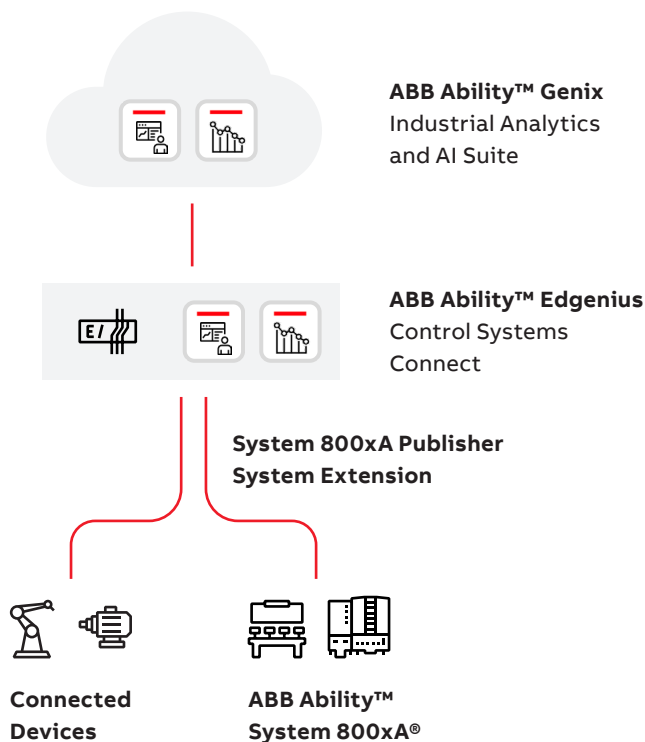 ABB Ability™ Genix
Industrial Analytics
and AI Suite
E/
ABB Ability™ Edgenius
Control Systems
Connect
System 800xA Publisher
System Extension
Connected
Devices
ABB Ability™
System 800xA®